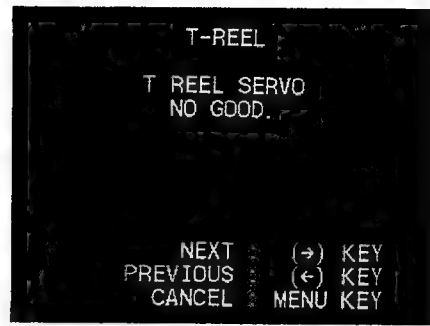 T-REEL
T REEL SERVO
NO GOOD.
NEXT : (→) KEY
PREVIOUS : (←) KEY
CANCEL : MENU KEY